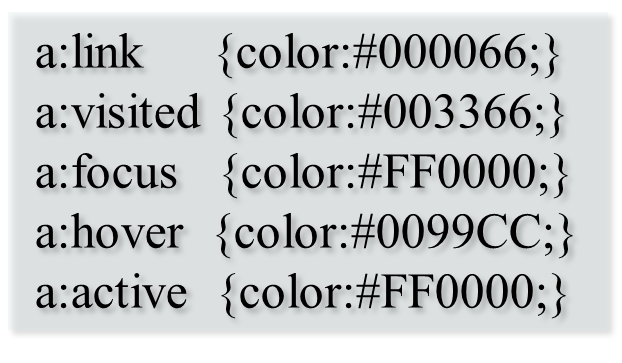 a:link {color:#000066;}
a:visited {color:#003366;}
a:focus {color:#FF0000;}
a:hover {color:#0099CC;}
a:active {color:#FF0000;}